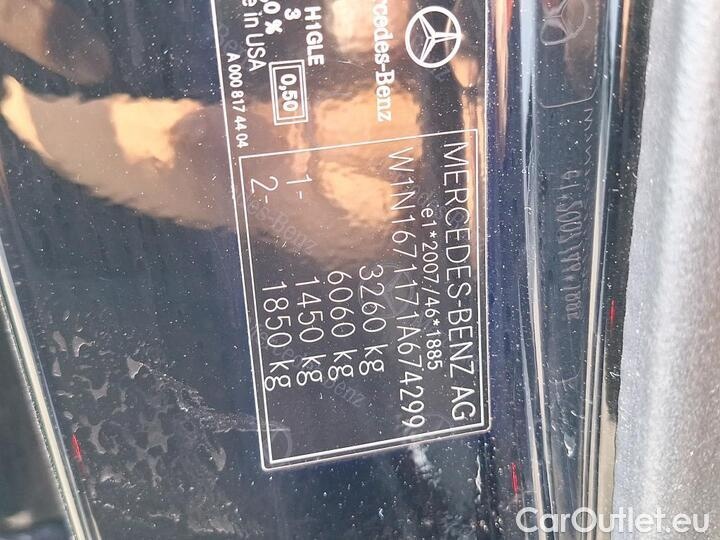 Mercedes-Benz
H1GLE
3
0,50
A 000 817 44 04
in USA
MERCEDES-BENZ AG
e1*2007/46*1885
W1N1671171A674299
3260 kg
6060 kg
1- 1450 kg
2- 1850 kg
CarOutlet.eu